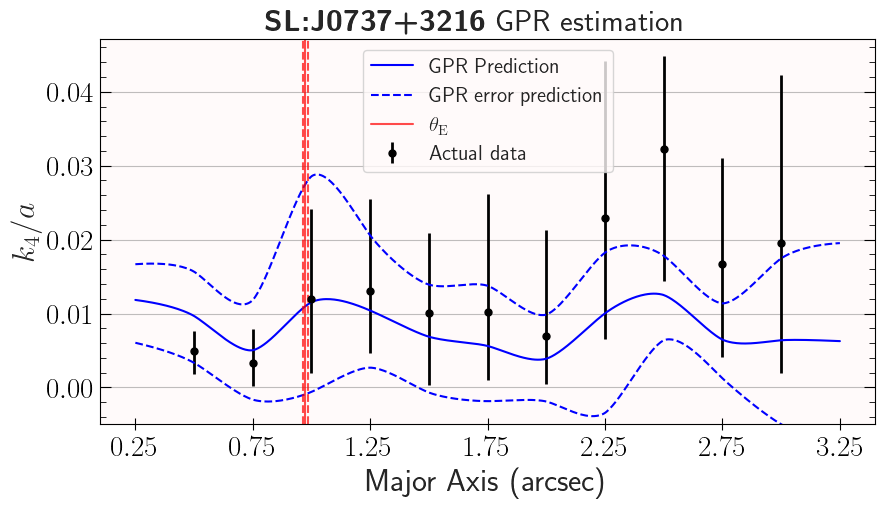 SL:J0737+3216 GPR estimation
GPR Prediction
GPR error prediction
θ_E
Actual data
k_4/a
0.04
0.03
0.02
0.01
0.00
0.25 0.75 1.25 1.75 2.25 2.75 3.25
Major Axis (arcsec)